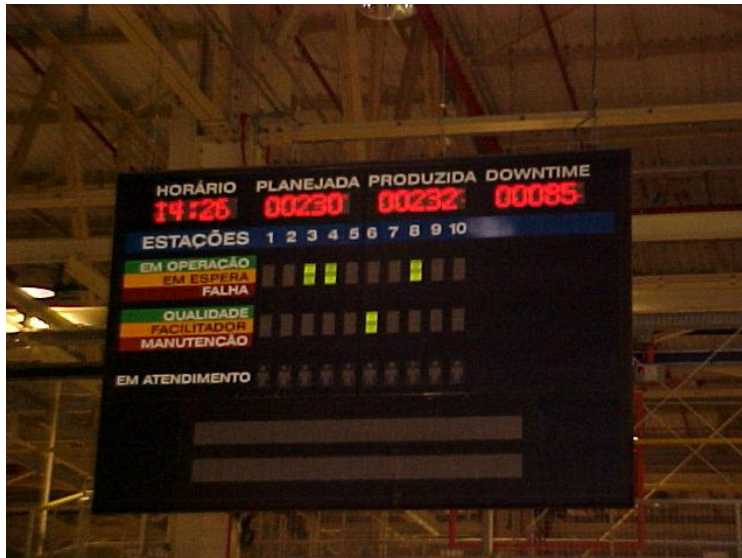 HORÁRIO PLANEJADA PRODUZIDA DOWNTIME
14:26 00230 00232 00085
ESTAÇÕES 1 2 3 4 5 6 7 8 9 10
EM OPERAÇÃO
EM ESPERA
FALHA
QUALIDADE
FACILITADOR
MANUTENCÃO
EM ATENDIMENTO